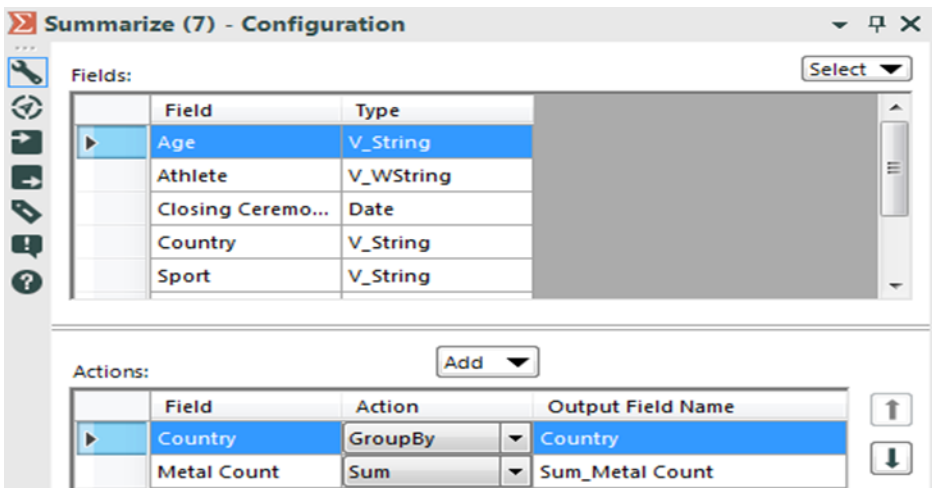 Summarize (7) - Configuration
Fields:
Select
Field Type
Age V_String
Athlete V_WString
Closing Ceremo... Date
Country V_String
Sport V_String
Actions:
Add
Field Action Output Field Name
Country GroupBy Country
Metal Count Sum Sum_Metal Count